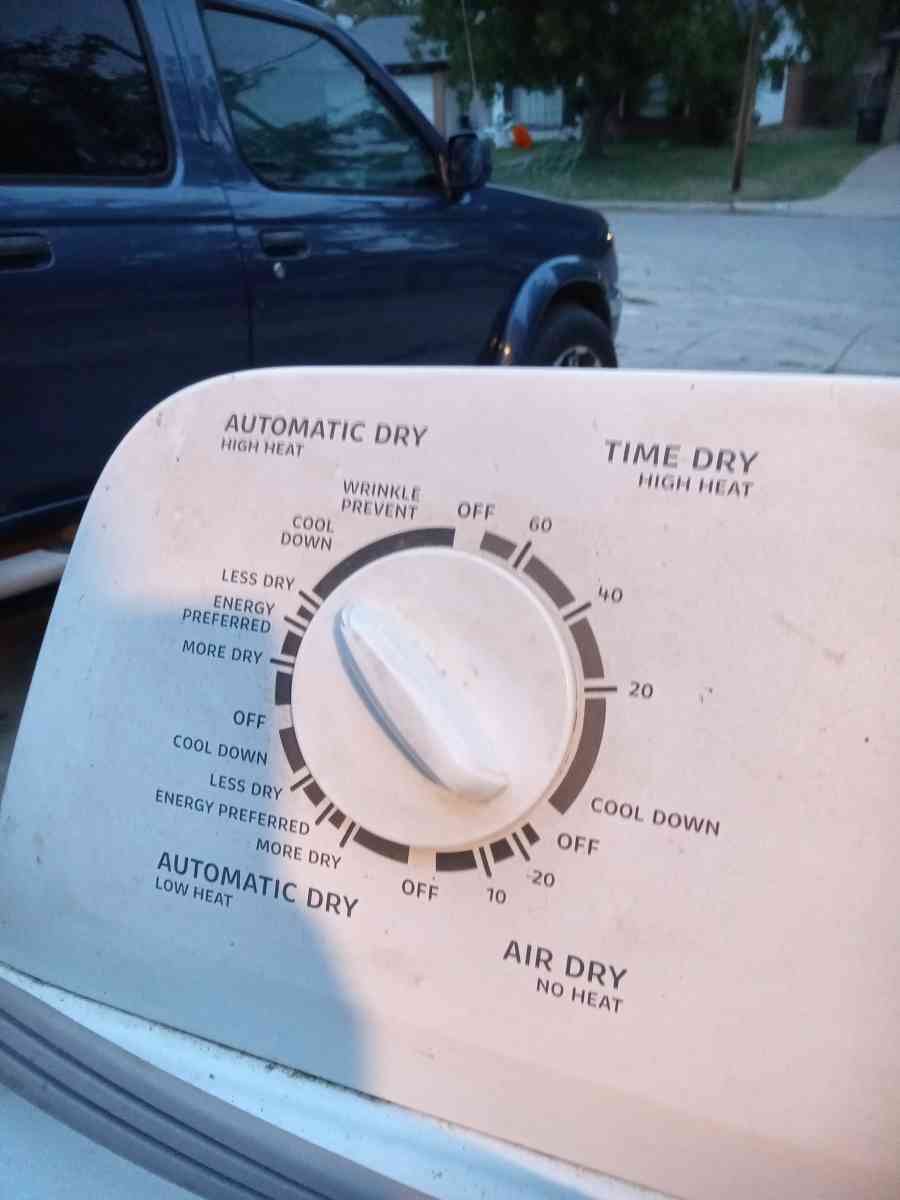 AUTOMATIC DRY
HIGH HEAT
TIME DRY
HIGH HEAT
WRINKLE
PREVENT
OFF
60
COOL
DOWN
40
LESS DRY
ENERGY
PREFERRED
MORE DRY
20
OFF
COOL DOWN
LESS DRY
ENERGY PREFERRED
MORE DRY
COOL DOWN
OFF
20
10
OFF
AUTOMATIC DRY
LOW HEAT
AIR DRY
NO HEAT